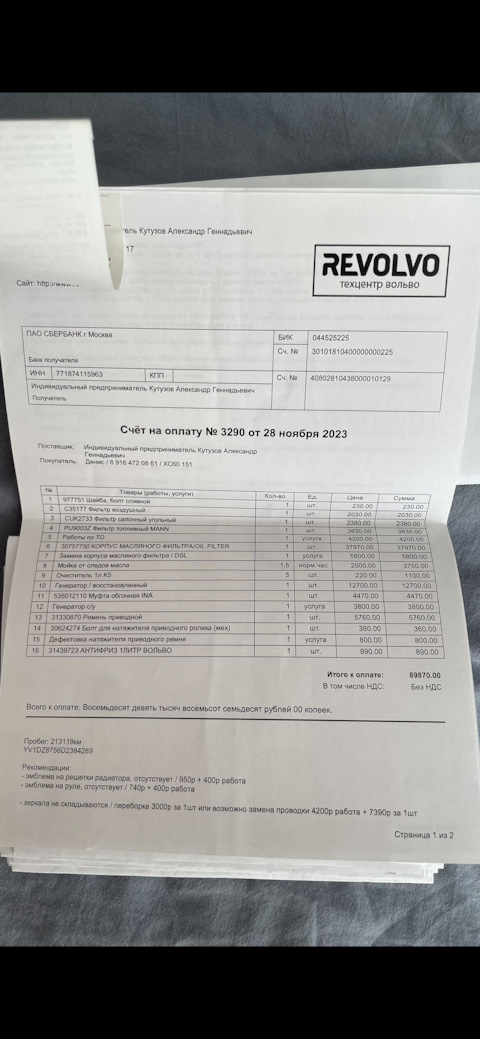 тель Кутузов Александр Геннадьевич
17
Сайт: http://www.
REVOLVO
техцентр вольво
ПАО СБЕРБАНК г Москва
БИК 044525225
Сч. № 30101810400000000225
Банк получателя
ИНН 771874115963 КПП
Сч. № 40802810438000010129
Индивидуальный предприниматель Кутузов Александр Геннадьевич
Получатель
Счёт на оплату № 3290 от 28 ноября 2023
Поставщик: Индивидуальный предприниматель Кутузов Александр
Геннадьевич
Покупатель: Денис / 8 916 472 08 61 / XC60 151
№ Товары (работы, услуги) Кол-во Ед. Цена Сумма
1 977751 Шайба, болт сливной 1 шт. 230.00 230.00
2 C35177 Фильтр воздушный 1 шт. 2030.00 2030.00
3 CUK2733 Фильтр салонный угольный 1 шт. 2380.00 2380.00
4 PU9003Z Фильтр топливный MANN 1 шт. 3630.00 3630.00
5 Работы по ТО 1 услуга 4200.00 4200.00
6 30757730 КОРПУС МАСЛЯНОГО ФИЛЬТРА/OIL FILTER 1 шт. 37970.00 37970.00
7 Замена корпуса масляного фильтра / DSL 1 услуга 5800.00 5800.00
8 Мойка от следов масла 1,5 норм.час 2500.00 3750.00
9 Очиститель 1л K5 5 шт. 220.00 1100.00
10 Генератор / восстановленный 1 шт. 12700.00 12700.00
11 535012110 Муфта обгонная INA 1 шт. 4470.00 4470.00
12 Генератор с/у 1 услуга 3800.00 3800.00
13 31330870 Ремень приводной 1 шт. 5760.00 5760.00
14 30624274 Болт для натяжителя приводного ролика (мех) 1 шт. 360.00 360.00
15 Дефектовка натяжителя приводного ремня 1 услуга 800.00 800.00
16 31439723 АНТИФРИЗ 1ЛИТР ВОЛЬВО 1 шт. 890.00 890.00
Итого к оплате: 89870.00
В том числе НДС: Без НДС
Всего к оплате: Восемьдесят девять тысяч восемьсот семьдесят рублей 00 копеек.
Пробег: 213119км
YV1DZ8756D2384269
Рекомендации:
- эмблема на решетки радиатора, отсутствует / 950р + 400р работа
- эмблема на руле, отсутствует / 740р + 400р работа
- зеркала не складываются / переборка 3000р за 1шт или возможно замена проводки 4200р работа + 7390р за 1шт
Страница 1 из 2